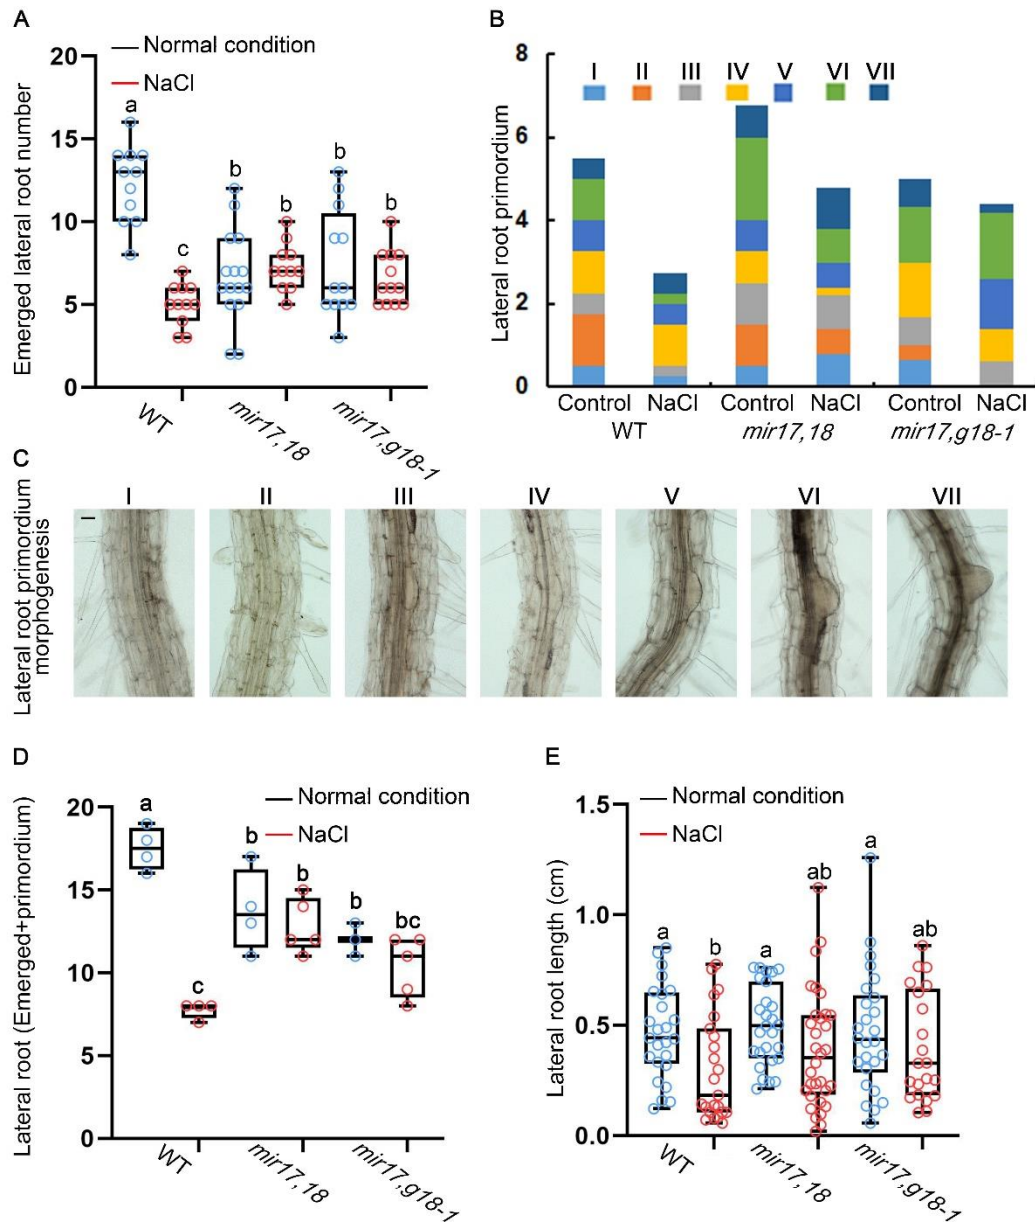 A
Normal condition
NaCl
Emerged lateral root number
20
15
10
5
0
a
c
b
b
b
b
WT
mir17,18
mir17,g18-1
B
I II III IV V VI VII
Lateral root primordium
8
6
4
2
0
Control NaCl Control NaCl Control NaCl
WT mir17,18 mir17,g18-1
C
Lateral root primordium
morphogenesis
I II III IV V VI VII
D
Normal condition
NaCl
Lateral root (Emerged+primordium)
20
15
10
5
0
a
c
b
b
b
bc
WT
mir17,18
mir17,g18-1
E
Normal condition
NaCl
Lateral root length (cm)
1.5
1.0
0.5
0.0
a
b
a
ab
a
ab
WT
mir17,18
mir17,g18-1